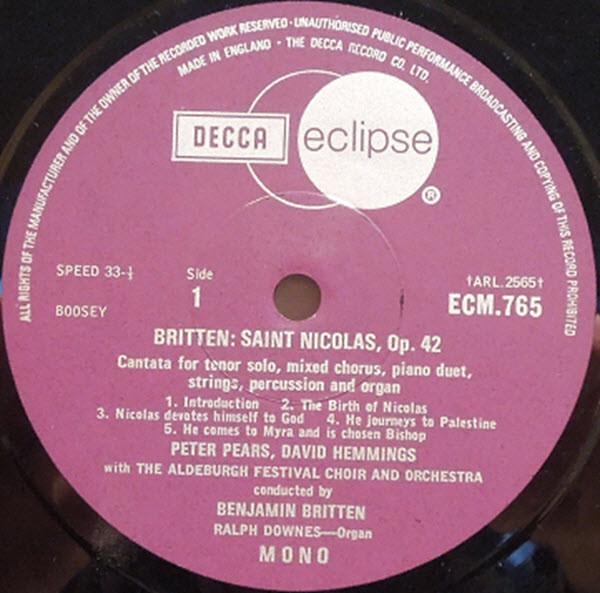 ALL RIGHTS OF THE MANUFACTURER AND OF THE OWNER OF THE RECORDED WORK RESERVED · UNAUTHORISED PUBLIC PERFORMANCE BROADCASTING AND COPYING OF THIS RECORD PROHIBITED
MADE IN ENGLAND · THE DECCA RECORD CO. LTD.
DECCA eclipse ®
SPEED 33-⅓ Side †ARL.2565†
1 ECM.765
BOOSEY
BRITTEN: SAINT NICOLAS, Op. 42
Cantata for tenor solo, mixed chorus, piano duet,
strings, percussion and organ
1. Introduction 2. The Birth of Nicolas
3. Nicolas devotes himself to God 4. He journeys to Palestine
5. He comes to Myra and is chosen Bishop
PETER PEARS, DAVID HEMMINGS
with THE ALDEBURGH FESTIVAL CHOIR AND ORCHESTRA
conducted by
BENJAMIN BRITTEN
RALPH DOWNES—Organ
MONO